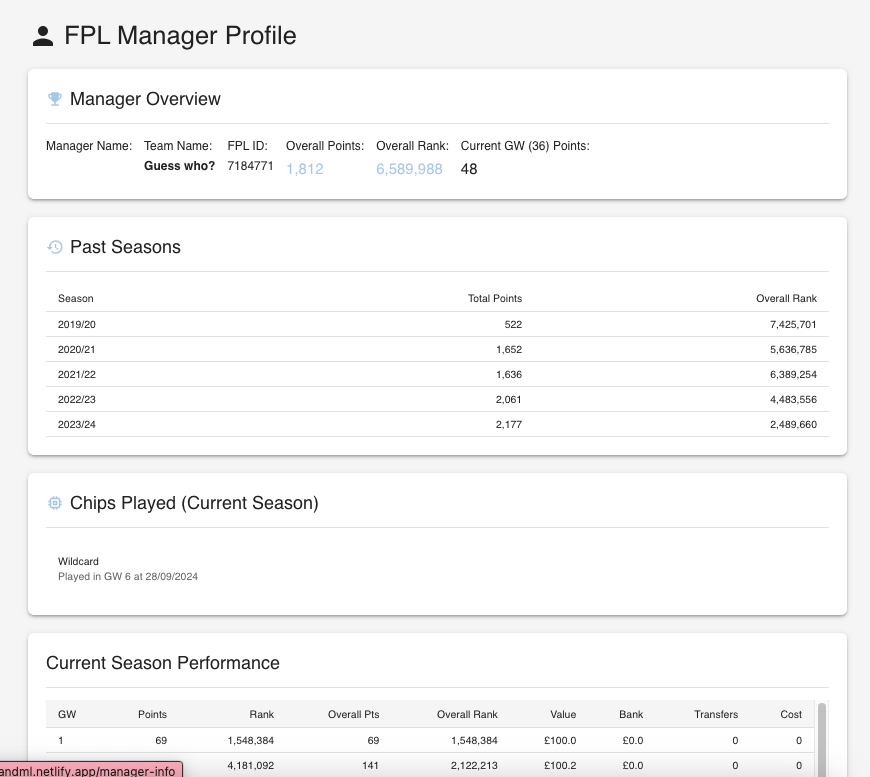 FPL Manager Profile
Manager Overview
Manager Name: Team Name: FPL ID: Overall Points: Overall Rank: Current GW (36) Points:
Guess who? 7184771 1,812 6,589,988 48
Past Seasons
Season Total Points Overall Rank
2019/20 522 7,425,701
2020/21 1,652 5,636,785
2021/22 1,636 6,389,254
2022/23 2,061 4,483,556
2023/24 2,177 2,489,660
Chips Played (Current Season)
Wildcard
Played in GW 6 at 28/09/2024
Current Season Performance
GW Points Rank Overall Pts Overall Rank Value Bank Transfers Cost
1 69 1,548,384 69 1,548,384 £100.0 £0.0 0 0
4,181,092 141 2,122,213 £100.2 £0.0 0 0
andml.netlify.app/manager-info